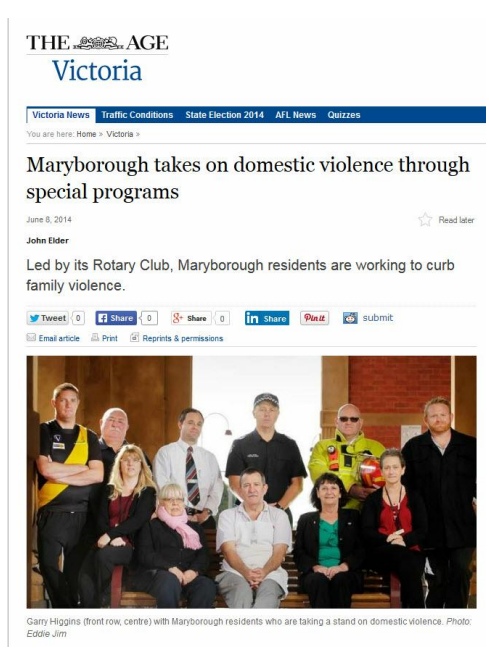 THE AGE
Victoria
Victoria News Traffic Conditions State Election 2014 AFL News Quizzes
You are here: Home » Victoria »
Maryborough takes on domestic violence through
special programs
June 8, 2014
Read later
John Elder
Led by its Rotary Club, Maryborough residents are working to curb
family violence.
Tweet 0 Share 0 Share 0 Share Pin it submit
Email article Print Reprints & permissions
Garry Higgins (front row, centre) with Maryborough residents who are taking a stand on domestic violence. Photo:
Eddie Jim